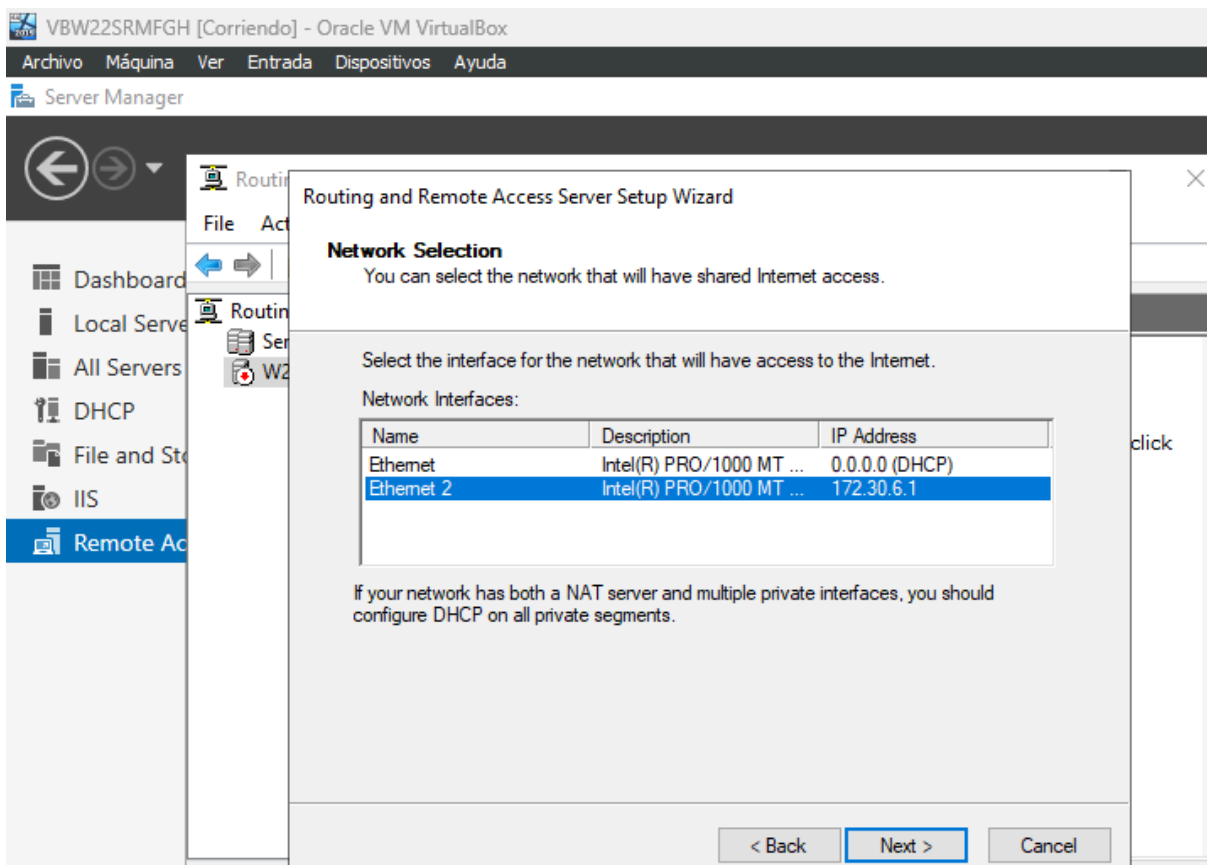 VBW22SRMFGH [Corriendo] - Oracle VM VirtualBox
Archivo Máquina Ver Entrada Dispositivos Ayuda
Server Manager
Routin
File Act
Routing and Remote Access Server Setup Wizard
Network Selection
You can select the network that will have shared Internet access.
Dashboard
Local Serve
All Servers
DHCP
File and Sto
IIS
Remote Ac
Routin
Ser
W2
Select the interface for the network that will have access to the Internet.
Network Interfaces:
Name Description IP Address
Ethernet Intel(R) PRO/1000 MT ... 0.0.0.0 (DHCP)
Ethernet 2 Intel(R) PRO/1000 MT ... 172.30.6.1
click
If your network has both a NAT server and multiple private interfaces, you should
configure DHCP on all private segments.
< Back Next > Cancel